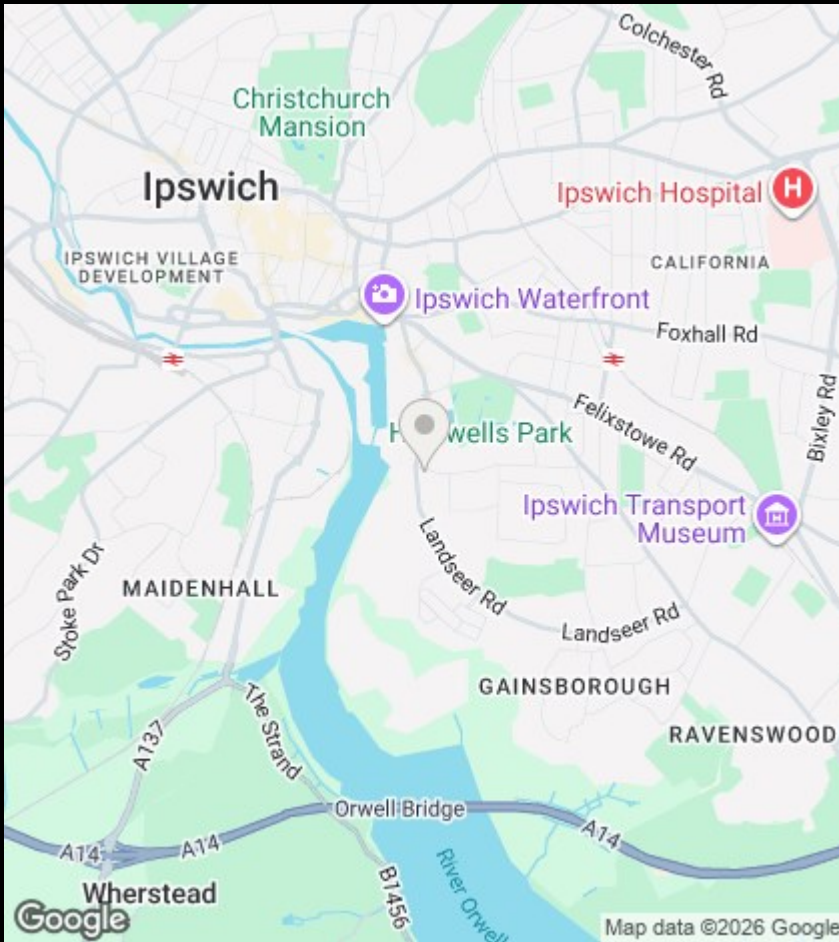 Colchester Rd
Christchurch
Mansion
Ipswich
Ipswich Hospital
H
IPSWICH VILLAGE
DEVELOPMENT
CALIFORNIA
Ipswich Waterfront
Foxhall Rd
Bixley Rd
Felixstowe Rd
Park
Ipswich Transport
Museum
Landseer Rd
Stoke Park Dr
MAIDENHALL
Landseer Rd
GAINSBOROUGH
The Strand
RAVENSWOOD
A137
Orwell Bridge
A14
A14
A14
Wherstead
B1456
River Orwell
Google
Map data ©2026 Google